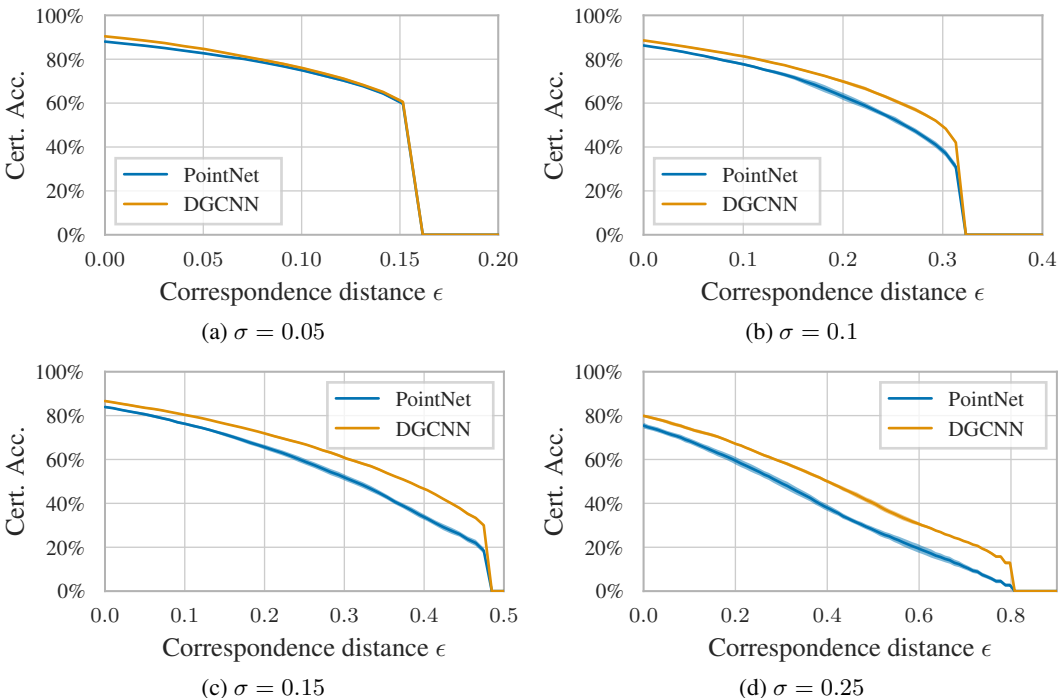 100%
80%
60%
40%
20%
0%
Cert. Acc.
PointNet
DGCNN
0.00 0.05 0.10 0.15 0.20
Correspondence distance ϵ
(a) σ = 0.05
100%
80%
60%
40%
20%
0%
Cert. Acc.
PointNet
DGCNN
0.0 0.1 0.2 0.3 0.4
Correspondence distance ϵ
(b) σ = 0.1
100%
80%
60%
40%
20%
0%
Cert. Acc.
PointNet
DGCNN
0.0 0.1 0.2 0.3 0.4 0.5
Correspondence distance ϵ
(c) σ = 0.15
100%
80%
60%
40%
20%
0%
Cert. Acc.
PointNet
DGCNN
0.0 0.2 0.4 0.6 0.8
Correspondence distance ϵ
(d) σ = 0.25